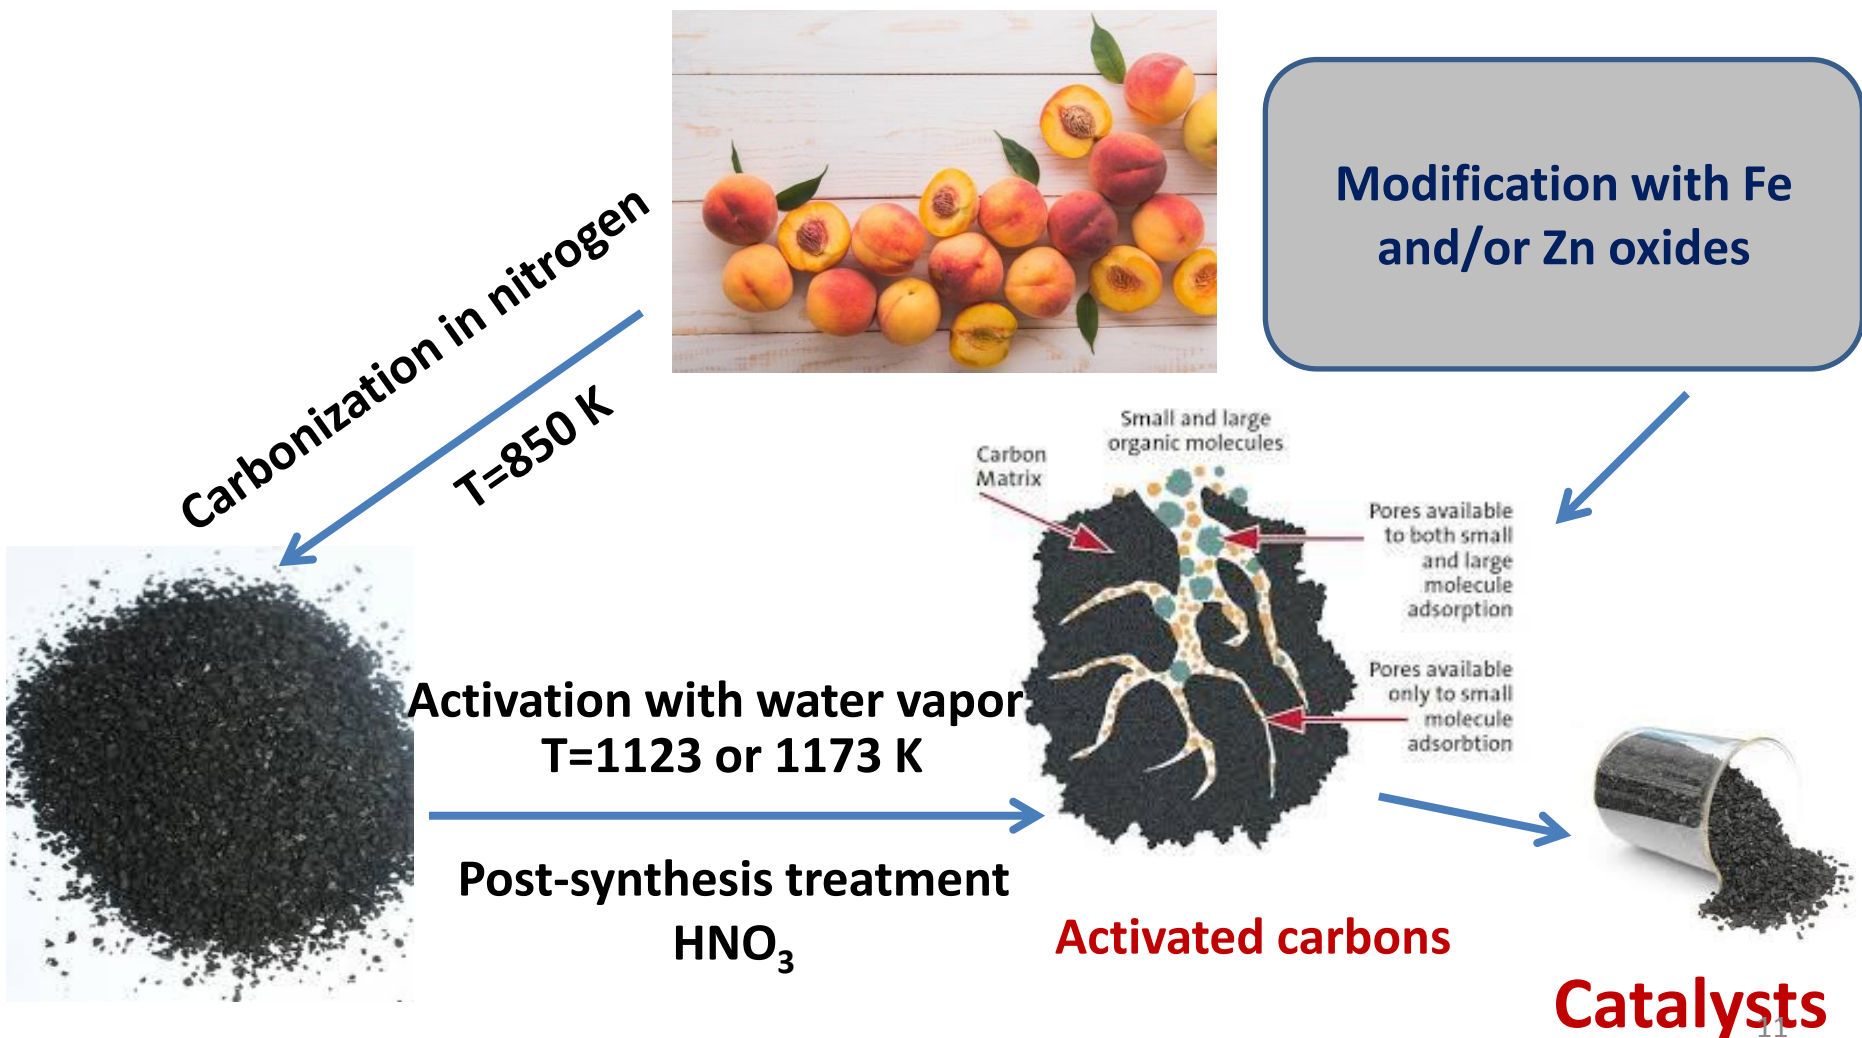 Modification with Fe
and/or Zn oxides
Carbonization in nitrogen
T=850 K
Small and large
organic molecules
Carbon
Matrix
Pores available
to both small
and large
molecule
adsorption
Pores available
only to small
molecule
adsorbtion
Activation with water vapor
T=1123 or 1173 K
Post-synthesis treatment
HNO₃
Activated carbons
Catalysts
11